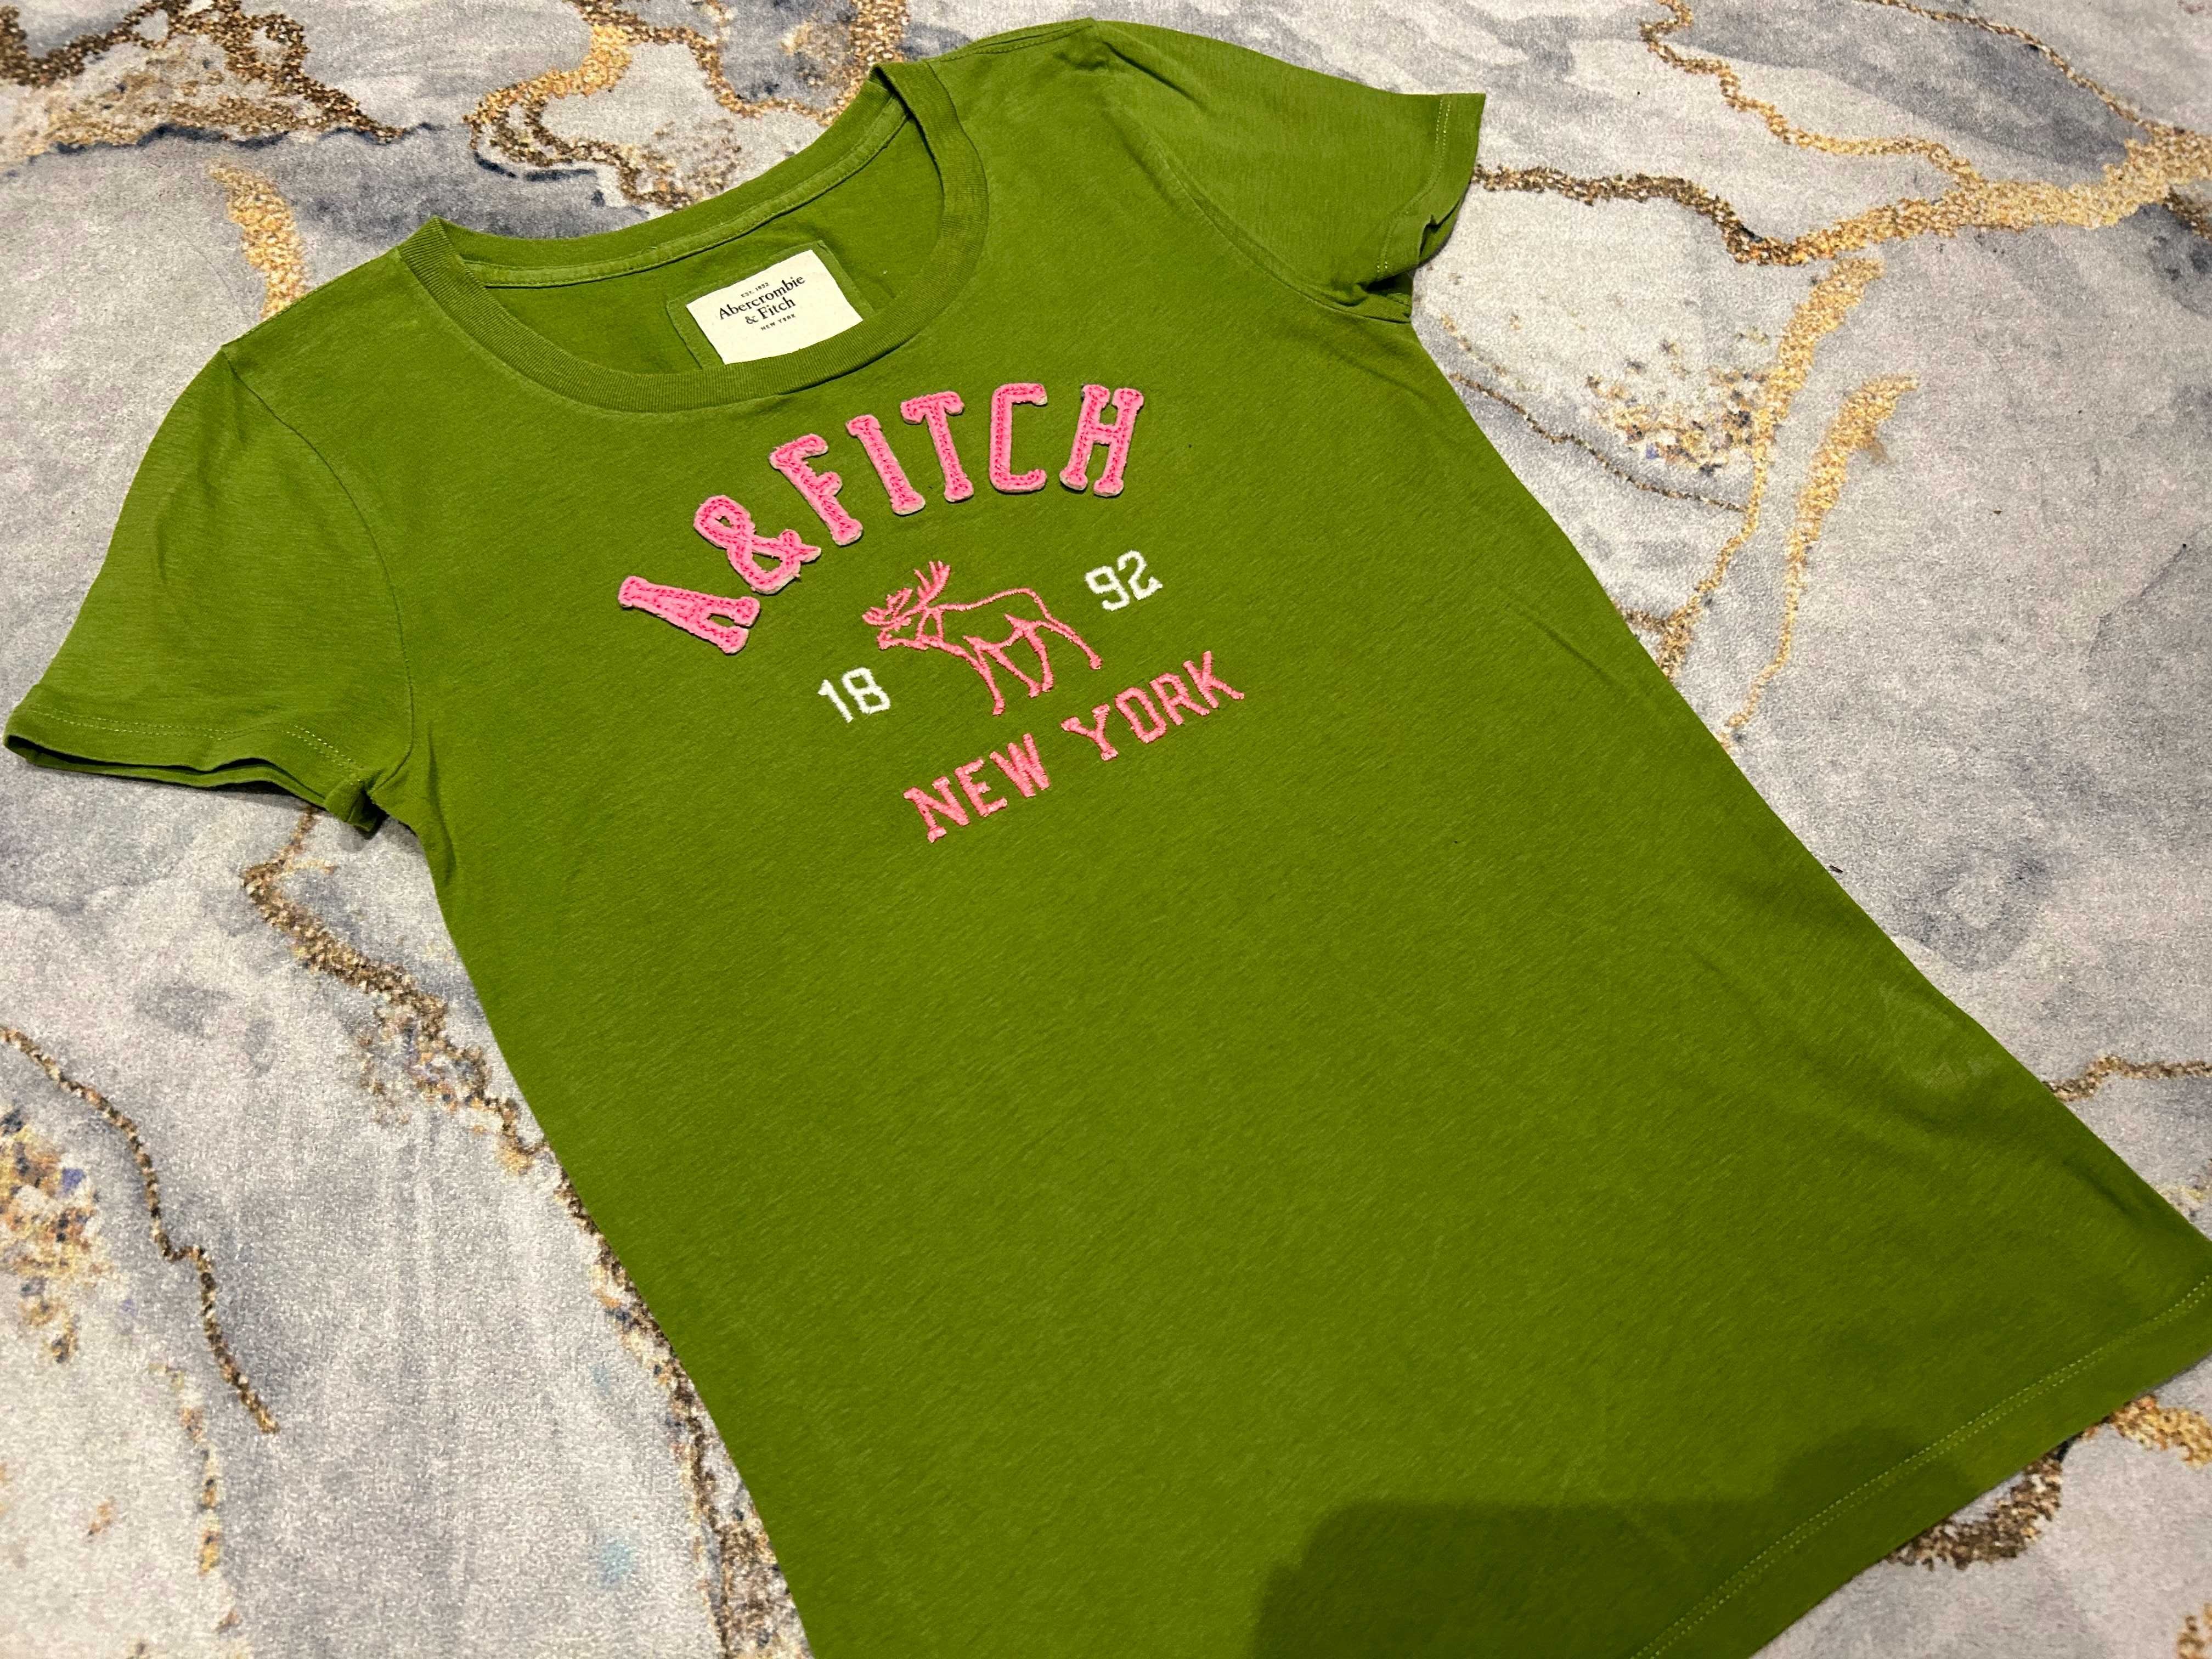 EST. 1892
Abercrombie
& Fitch
NEW YORK
A&FITCH
18 92
NEW YORK